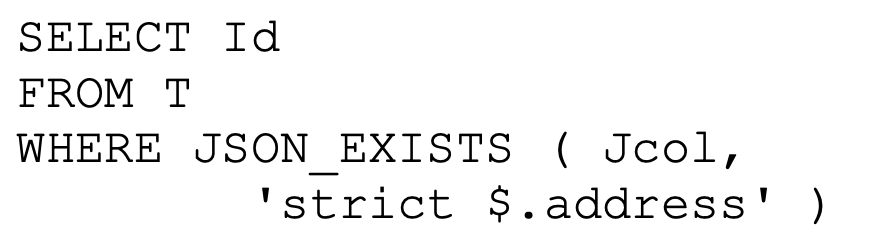 SELECT Id
FROM T
WHERE JSON_EXISTS ( Jcol,
'strict $.address' )